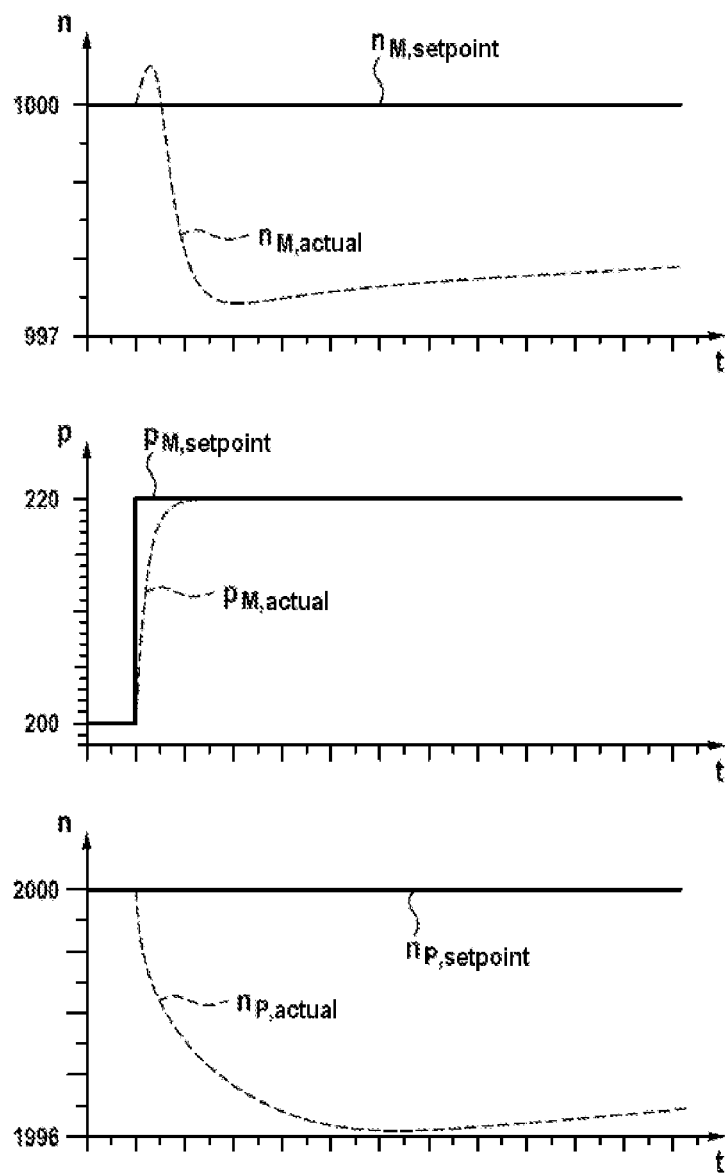 n
n M,setpoint
1000
n M,actual
997
t
p
p M,setpoint
220
p M,actual
200
t
n
2000
n P,setpoint
n P,actual
1996
t